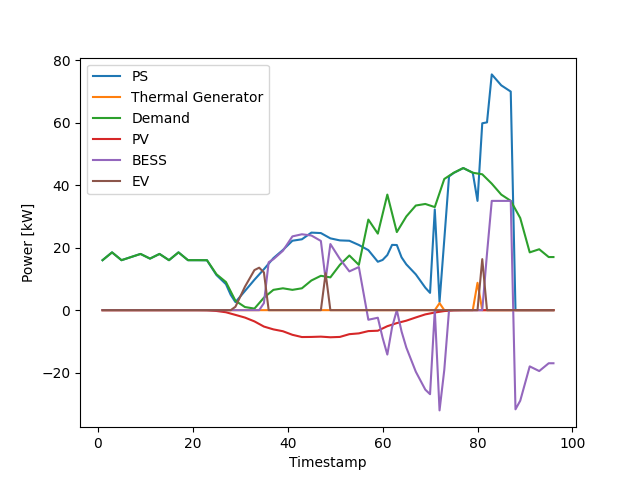 80
60
40
20
0
−20
Power [kW]
PS
Thermal Generator
Demand
PV
BESS
EV
0 20 40 60 80 100
Timestamp